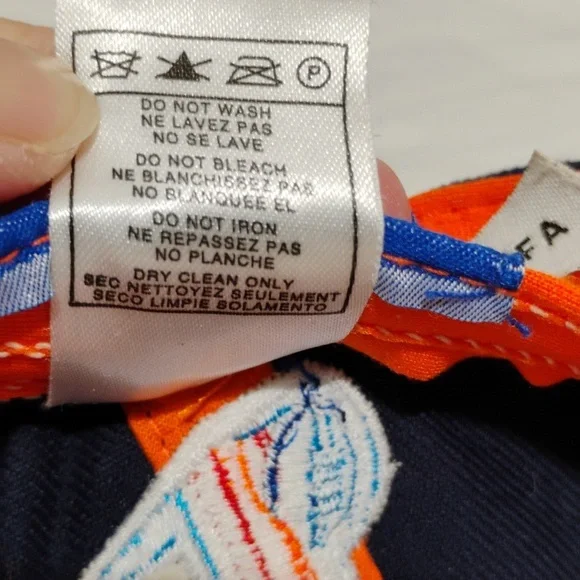 P
DO NOT WASH
NE LAVEZ PAS
NO SE LAVE
DO NOT BLEACH
NE BLANCHISSEZ PAS
NO BLANQUEE EL
DO NOT IRON
NE REPASSEZ PAS
NO PLANCHE
DRY CLEAN ONLY
SEC NETTOYEZ SEULEMENT
SECO LIMPIE SOLAMENTO
FA